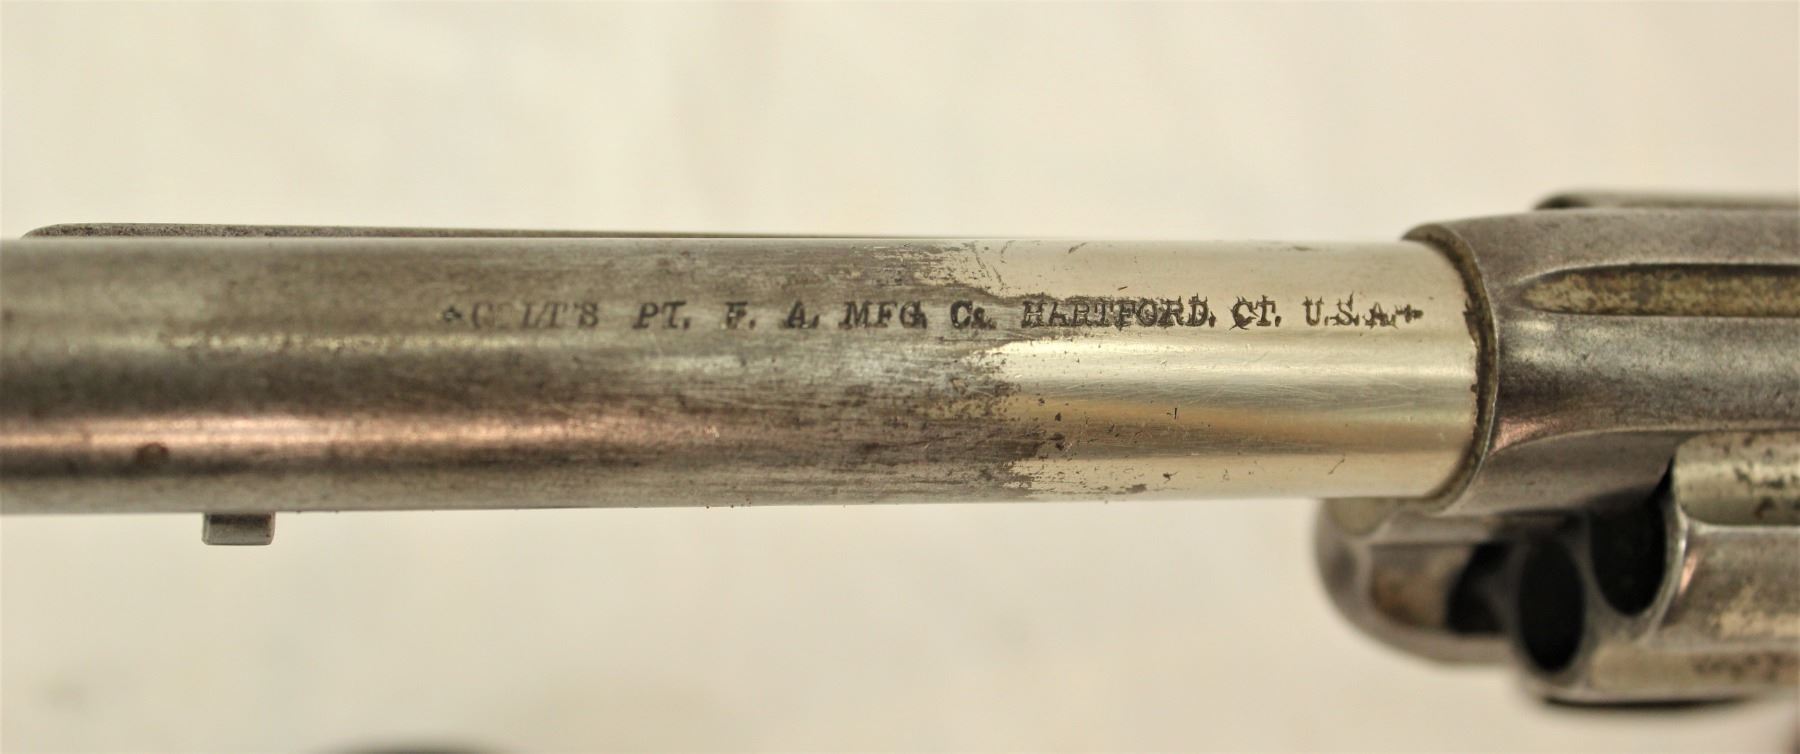 +COLT'S PT. F. A. MFG. Co. HARTFORD. CT. U.S.A.+